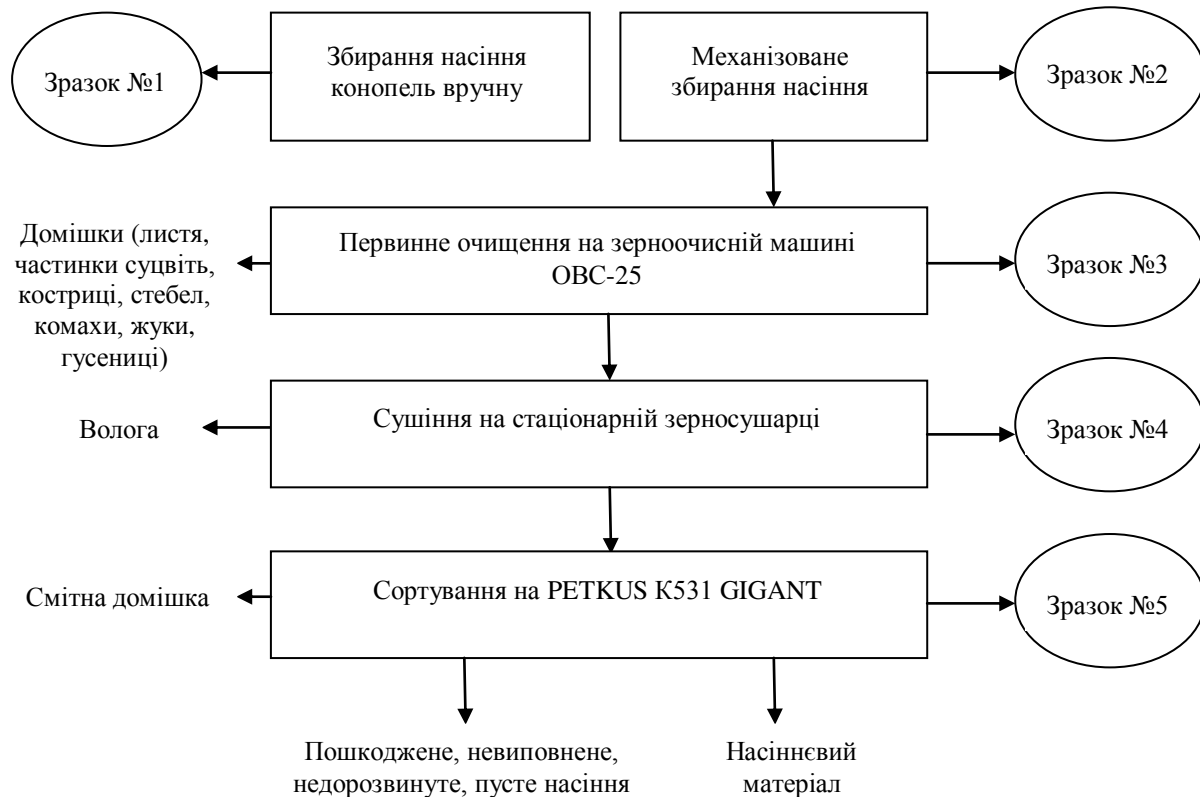 Зразок №1
Збирання насіння
конопель вручну
Механізоване
збирання насіння
Зразок №2
Домішки (листя,
частинки суцвіть,
костриці, стебел,
комахи, жуки,
гусениці)
Первинне очищення на зерноочисній машині
ОВС-25
Зразок №3
Волога
Сушіння на стаціонарній зерносушарці
Зразок №4
Смітна домішка
Сортування на PETKUS К531 GIGANT
Зразок №5
Пошкоджене, невиповнене,
недорозвинуте, пусте насіння
Насіннєвий
матеріал